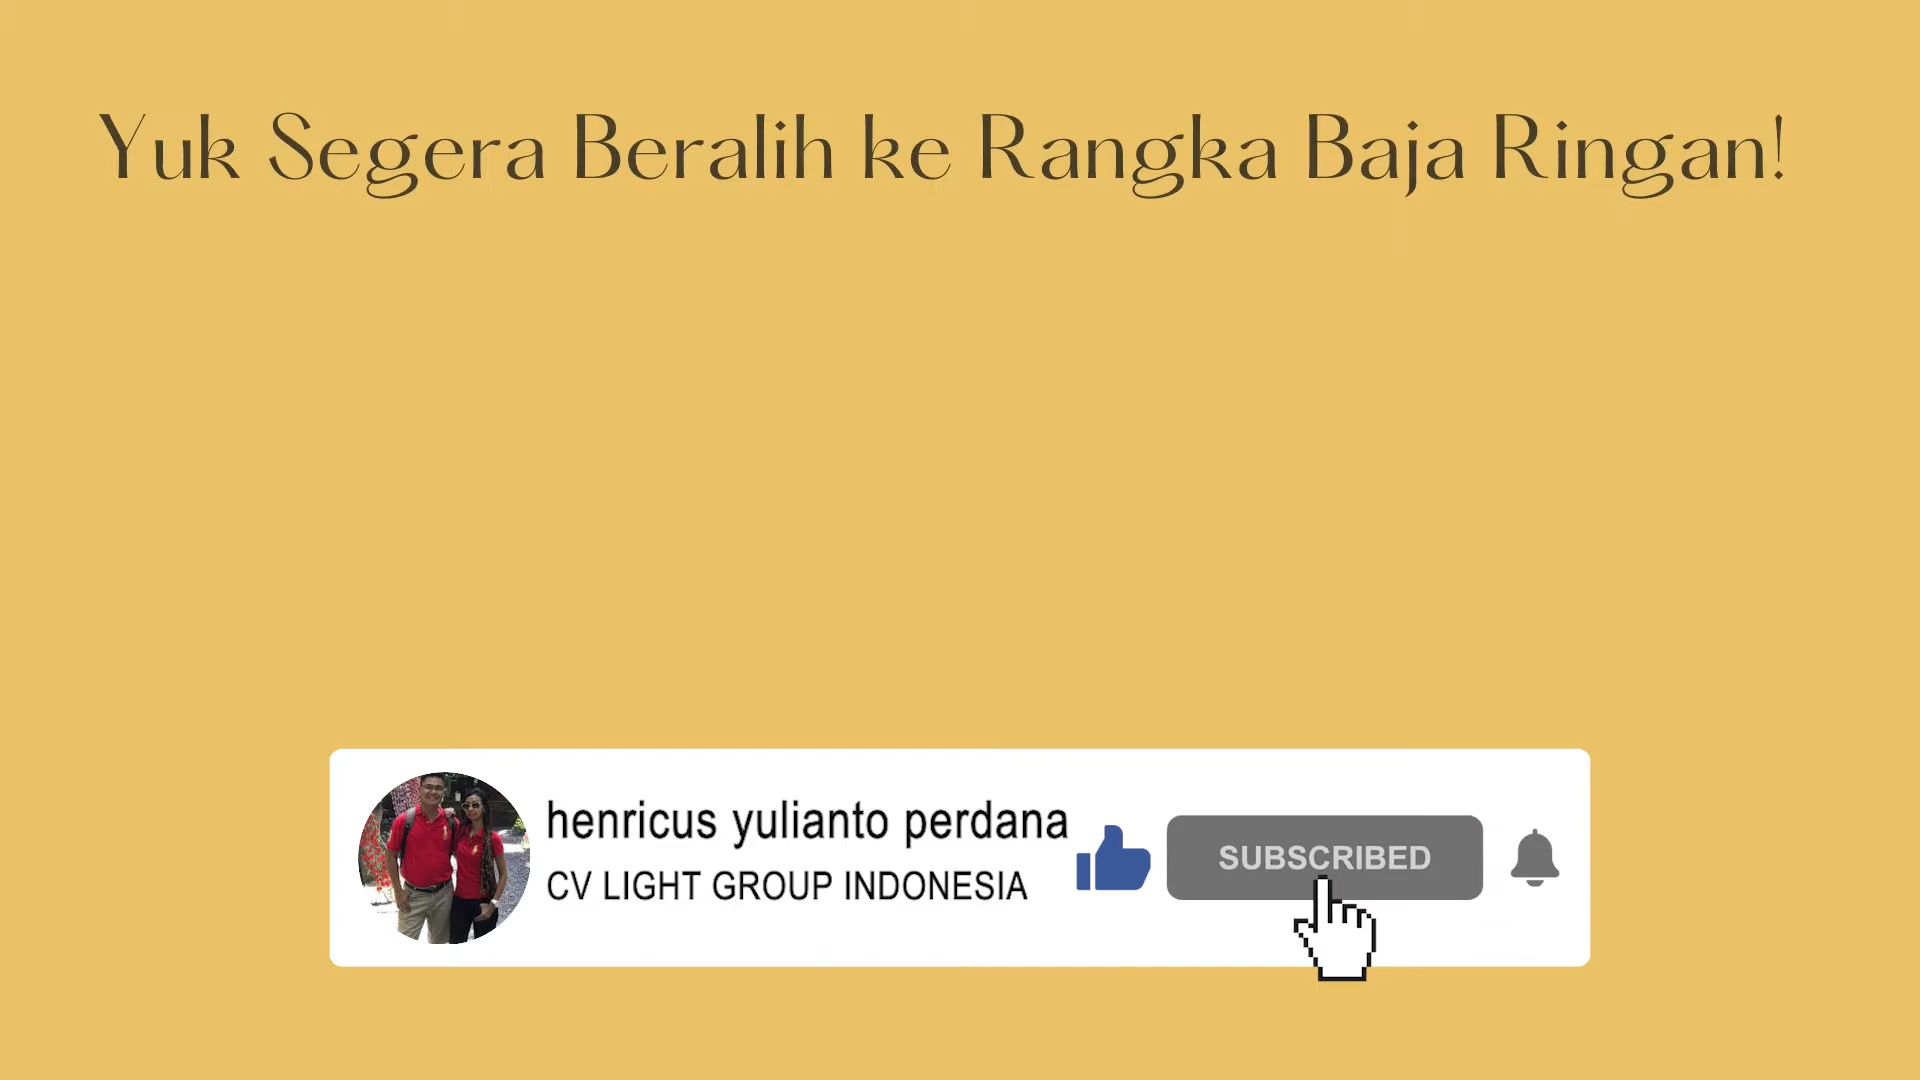 Yuk Segera Beralih ke Rangka Baja Ringan!
henricus yulianto perdana
CV LIGHT GROUP INDONESIA
SUBSCRIBED